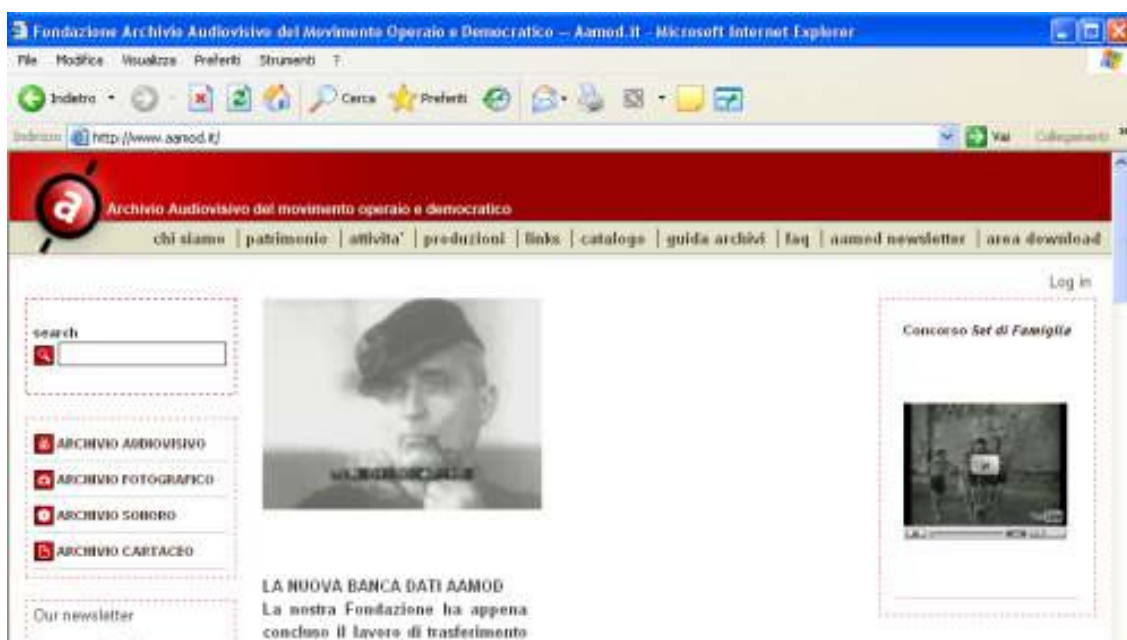 Fondazione Archivio Audiovisivo del Movimento Operaio e Democratico — Aamod.it - Microsoft Internet Explorer
File Modifica Visualizza Preferiti Strumenti ?
Indietro Cerca Preferiti
Indirizzo http://www.aamod.it/ Vai Collegamenti
a
Archivio Audiovisivo del movimento operaio e democratico
chi siamo | patrimonio | attivita' | produzioni | links | catalogo | guida archivi | faq | aamod newsletter | area download
Log in
search
ARCHIVIO AUDIOVISIVO
ARCHIVIO FOTOGRAFICO
ARCHIVIO SONORO
ARCHIVIO CARTACEO
Our newsletter
LA NUOVA BANCA DATI AAMOD
La nostra Fondazione ha appena
concluso il lavoro di trasferimento
Concorso Set di Famiglia